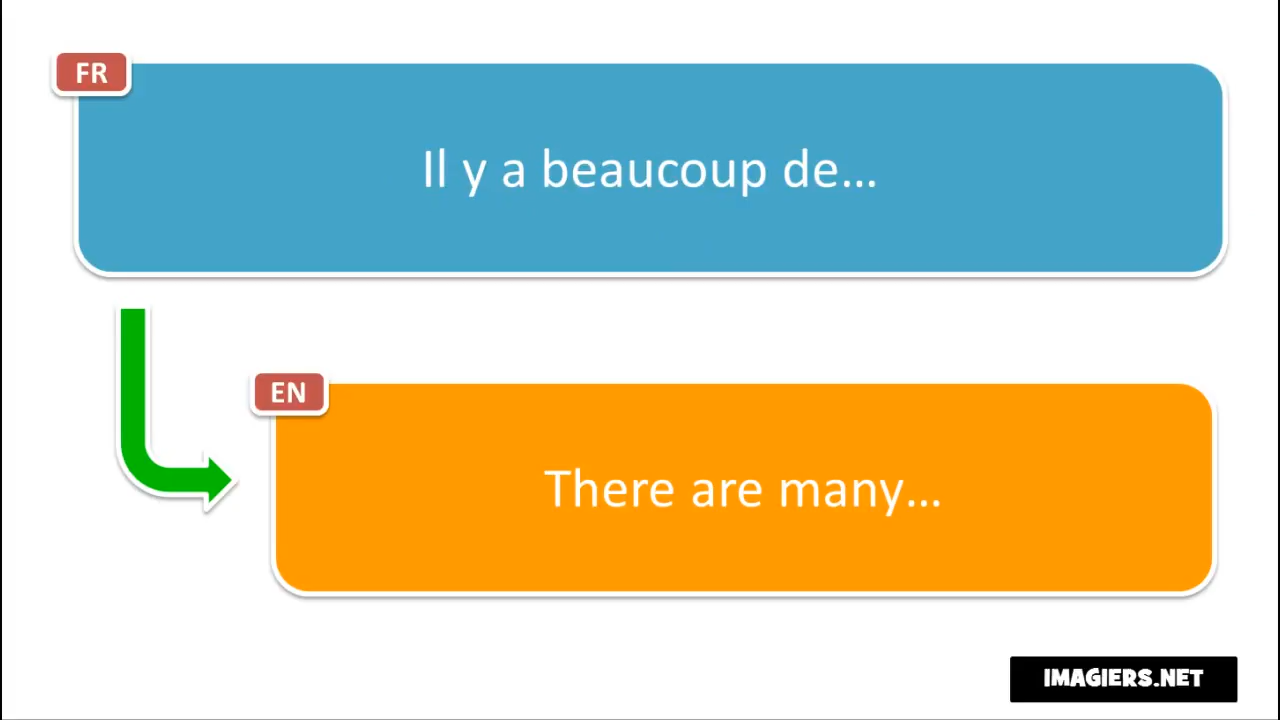 FR
Il y a beaucoup de...
EN
There are many...
IMAGIERS.NET